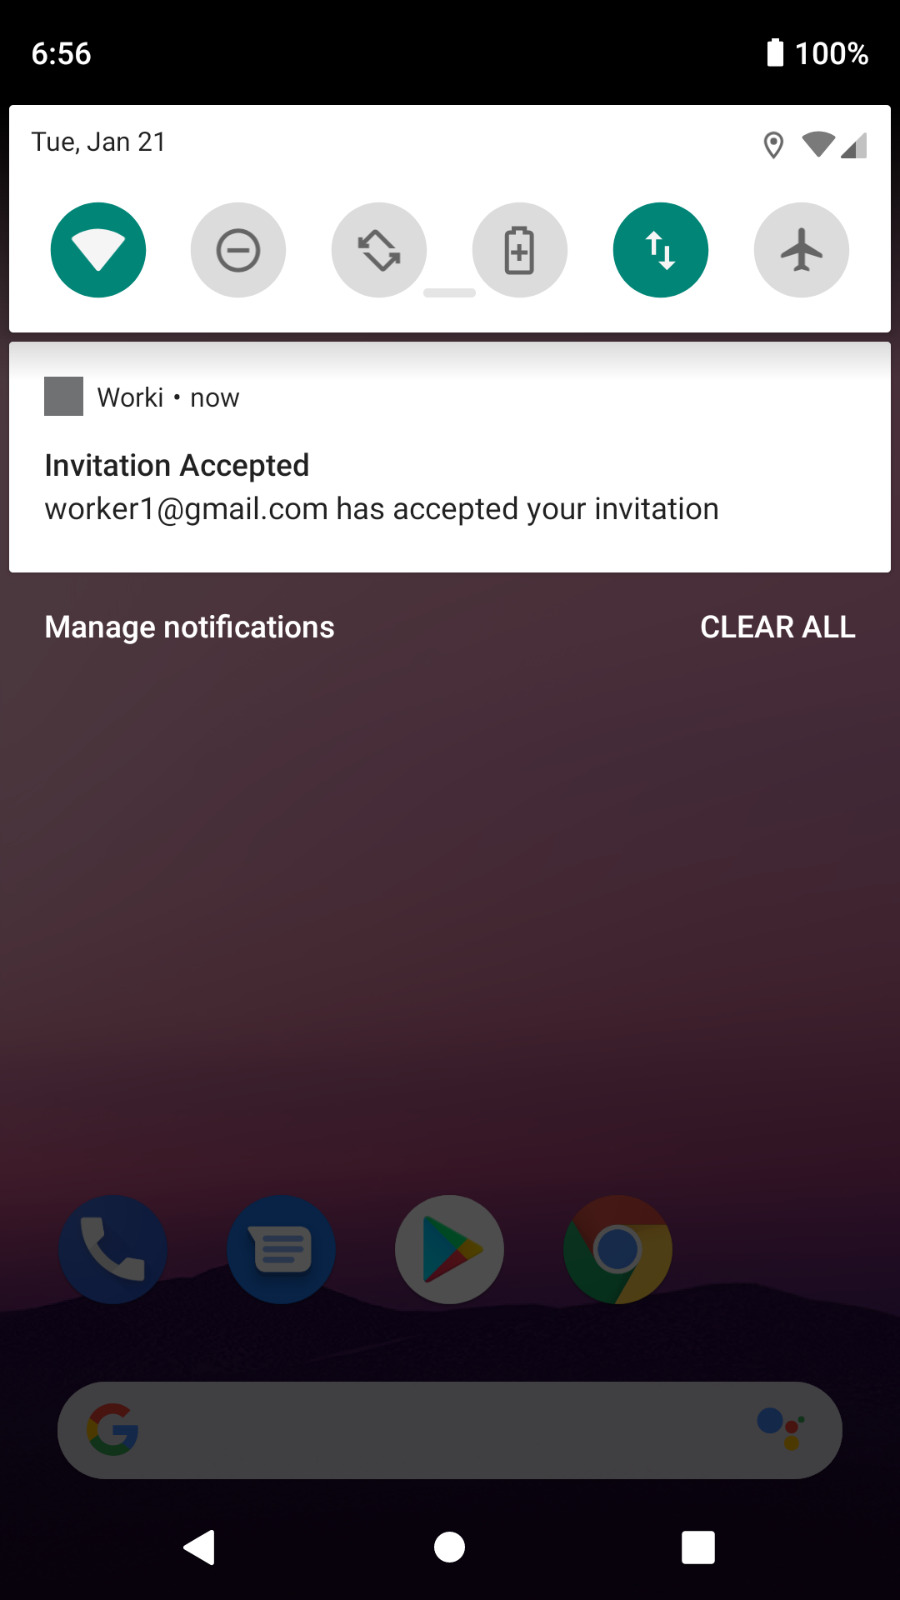 6:56 100%
Tue, Jan 21
Worki • now
Invitation Accepted
worker1@gmail.com has accepted your invitation
Manage notifications CLEAR ALL